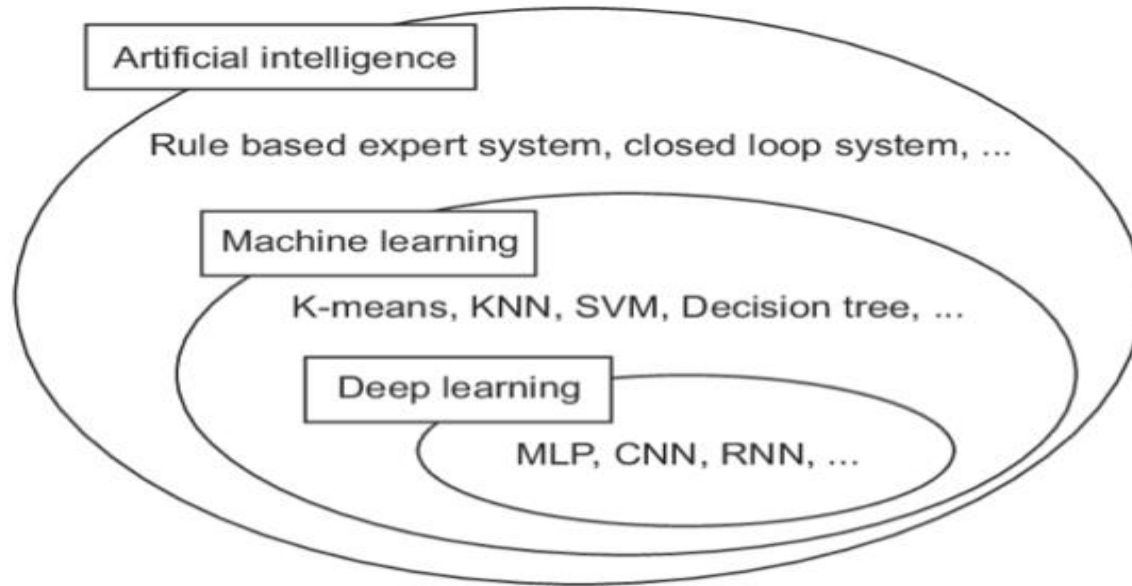 Artificial intelligence
Rule based expert system, closed loop system, ...
Machine learning
K-means, KNN, SVM, Decision tree, ...
Deep learning
MLP, CNN, RNN, ...